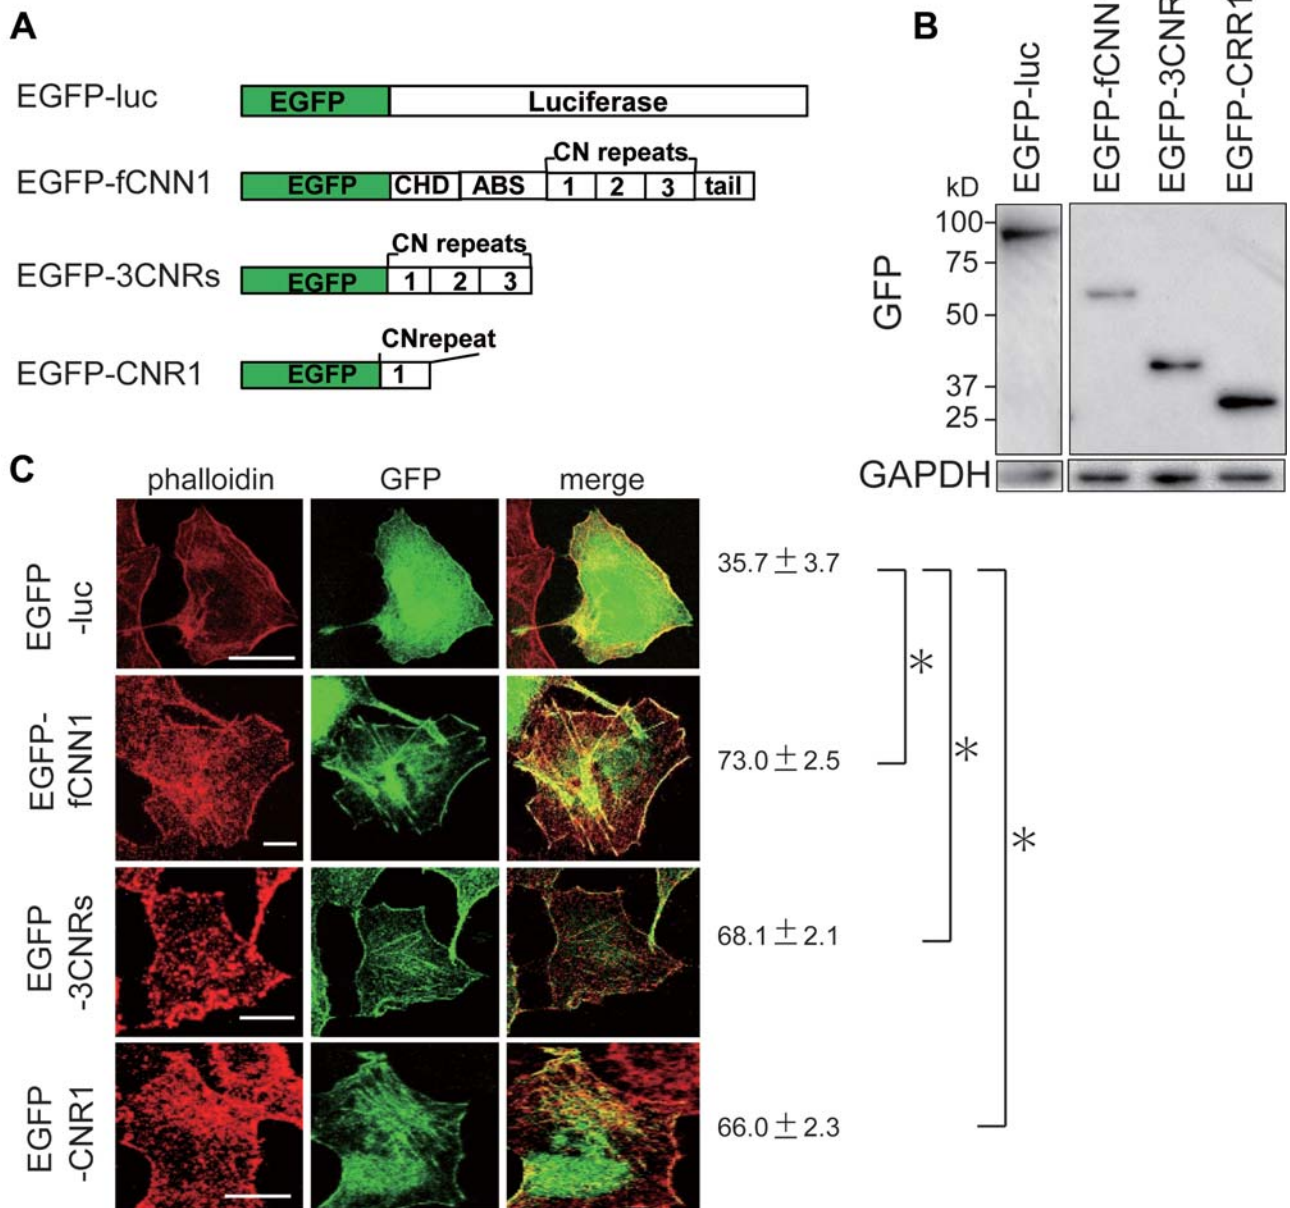 A
EGFP-luc
EGFP Luciferase
CN repeats
EGFP-fCNN1
EGFP CHD ABS 1 2 3 tail
CN repeats
EGFP-3CNRs
EGFP 1 2 3
CNrepeat
EGFP-CNR1
EGFP 1
B
EGFP-luc
EGFP-fCNN
EGFP-3CNR
EGFP-CRR1
kD
100
75
50
37
25
GFP
GAPDH
C
phalloidin GFP merge
EGFP
-luc
35.7 ± 3.7
EGFP-
fCNN1
73.0 ± 2.5
EGFP
-3CNRs
68.1 ± 2.1
EGFP
-CNR1
66.0 ± 2.3
*
*
*